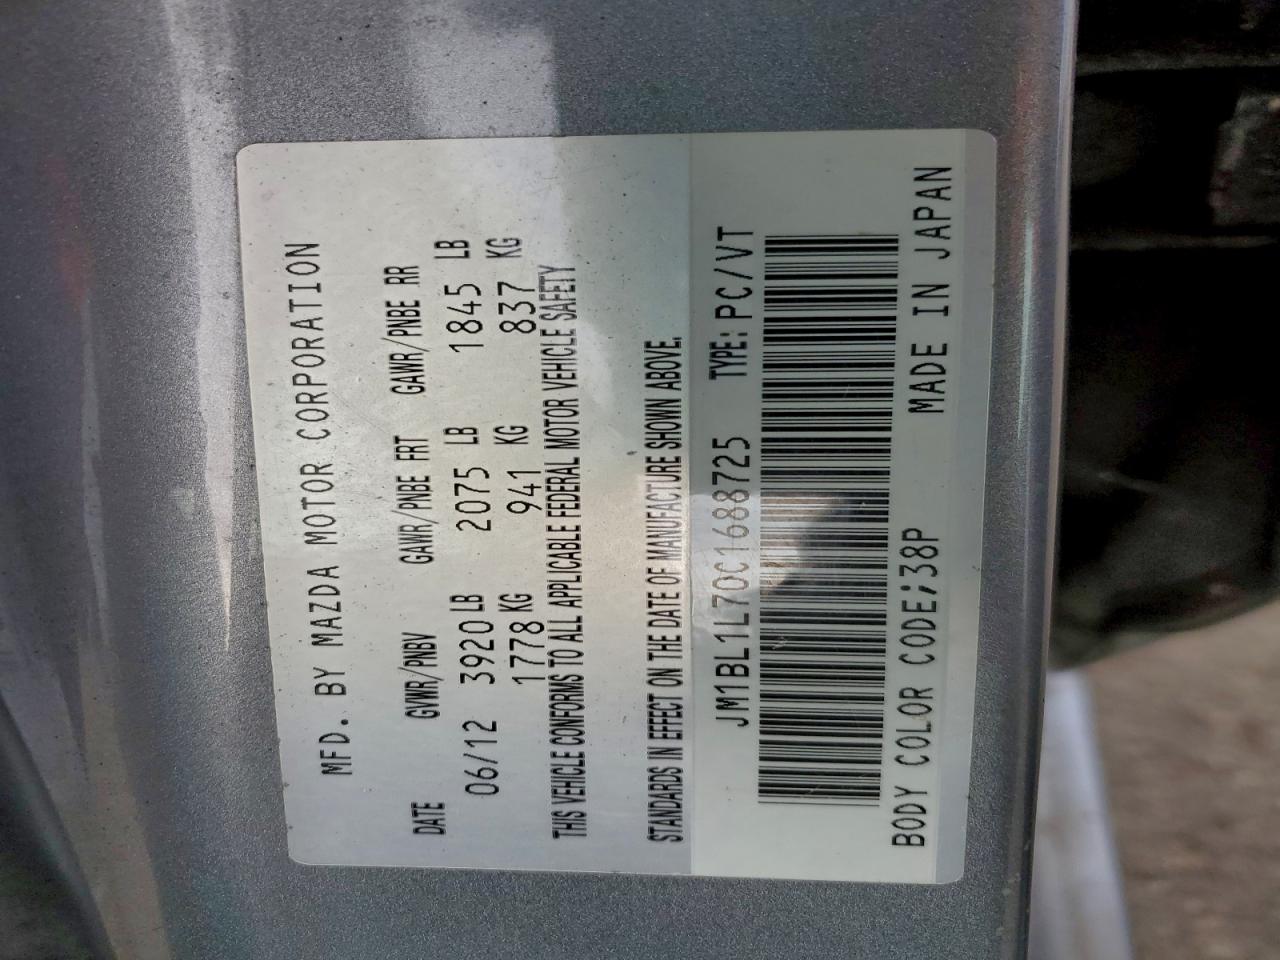 MFD. BY MAZDA MOTOR CORPORATION
DATE GVWR/PNBV GAWR/PNBE FRT GAWR/PNBE RR
06/12 3920 LB 2075 LB 1845 LB
1778 KG 941 KG 837 KG
THIS VEHICLE CONFORMS TO ALL APPLICABLE FEDERAL MOTOR VEHICLE SAFETY
STANDARDS IN EFFECT ON THE DATE OF MANUFACTURE SHOWN ABOVE.
JM1BL1L70C1688725 TYPE: PC/VT
BODY COLOR CODE;38P MADE IN JAPAN